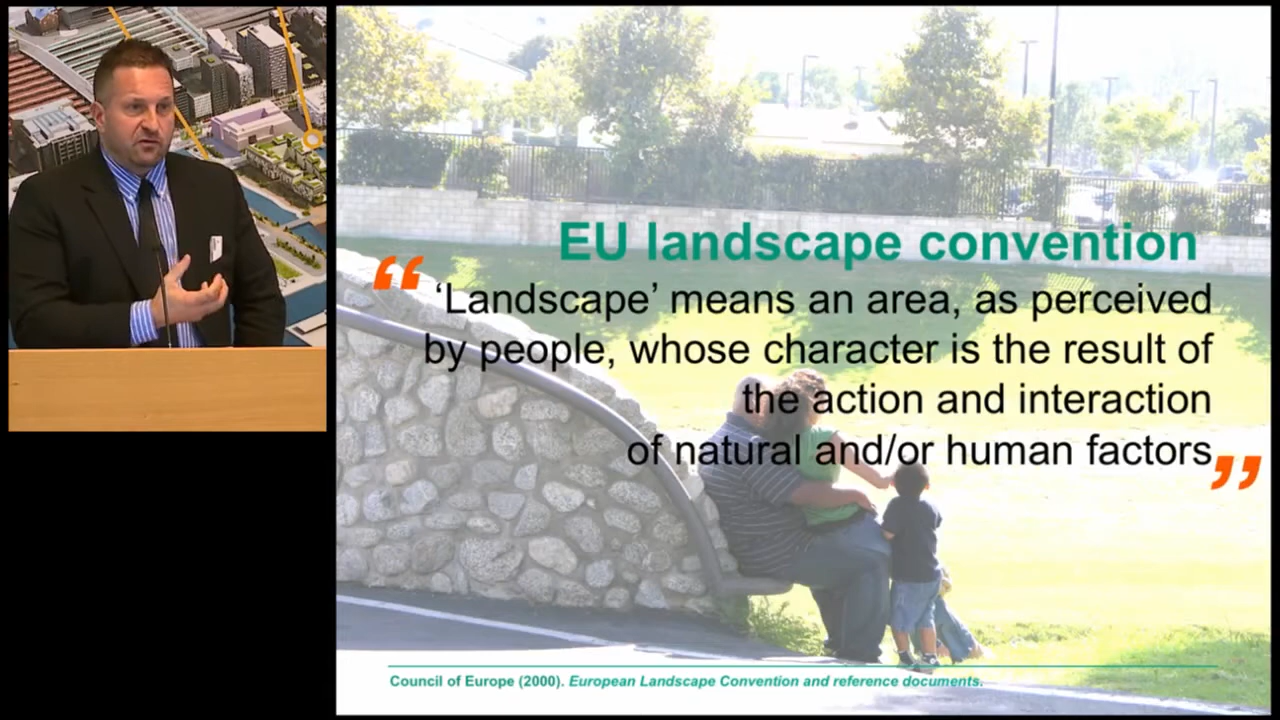 EU landscape convention
“ ‘Landscape’ means an area, as perceived
by people, whose character is the result of
the action and interaction
of natural and/or human factors ”
Council of Europe (2000). European Landscape Convention and reference documents.